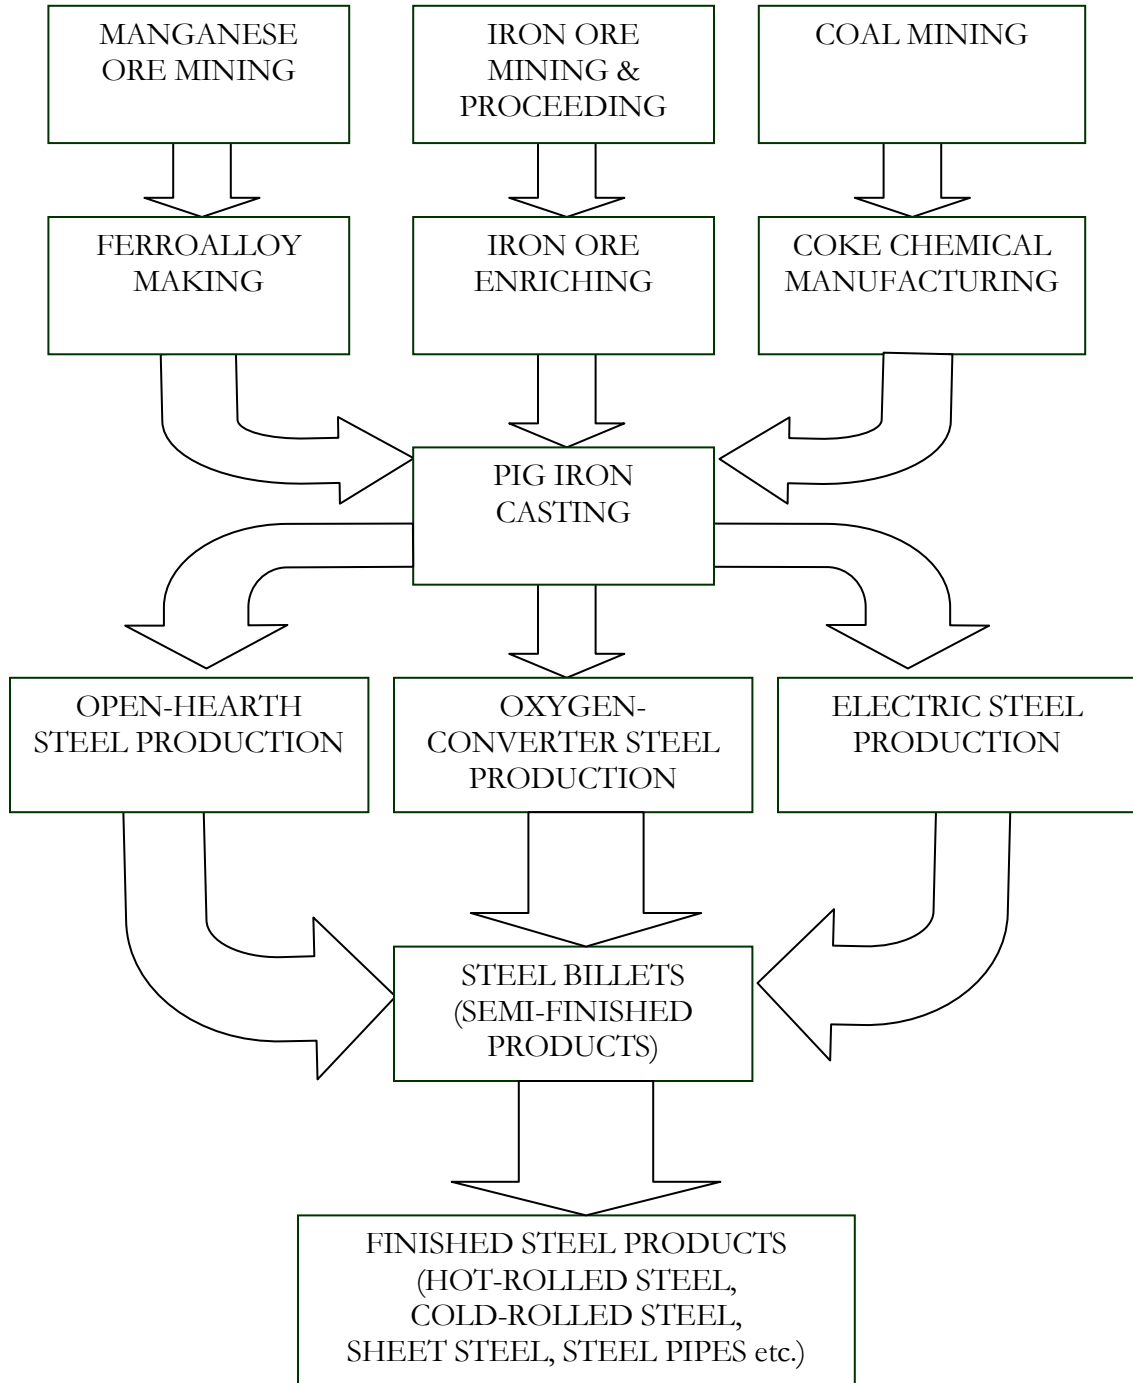 MANGANESE
ORE MINING
IRON ORE
MINING &
PROCEEDING
COAL MINING
FERROALLOY
MAKING
IRON ORE
ENRICHING
COKE CHEMICAL
MANUFACTURING
PIG IRON
CASTING
OPEN-HEARTH
STEEL PRODUCTION
OXYGEN-
CONVERTER STEEL
PRODUCTION
ELECTRIC STEEL
PRODUCTION
STEEL BILLETS
(SEMI-FINISHED
PRODUCTS)
FINISHED STEEL PRODUCTS
(HOT-ROLLED STEEL,
COLD-ROLLED STEEL,
SHEET STEEL, STEEL PIPES etc.)